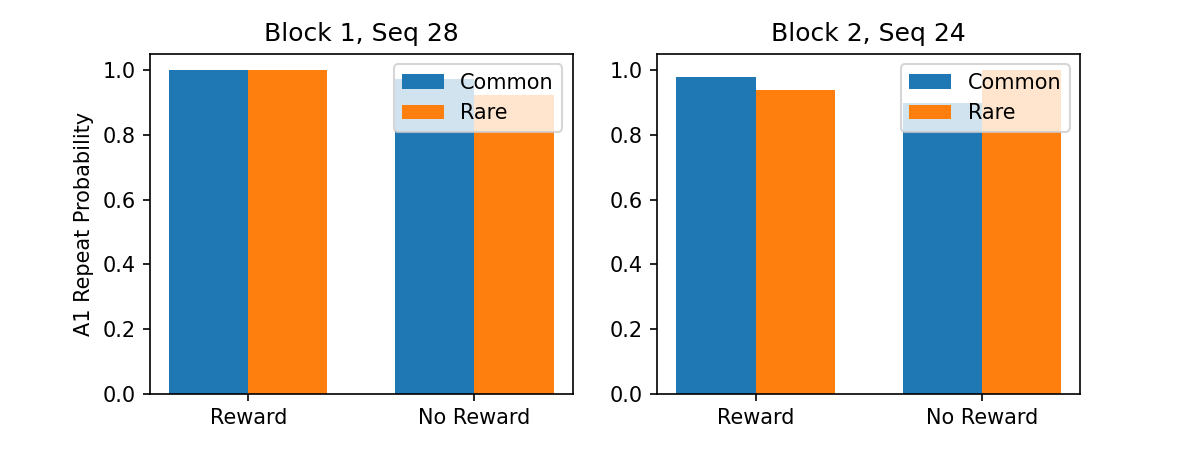 Block 1, Seq 28
A1 Repeat Probability
1.0
0.8
0.6
0.4
0.2
0.0
Common
Rare
Reward
No Reward
Block 2, Seq 24
1.0
0.8
0.6
0.4
0.2
0.0
Common
Rare
Reward
No Reward